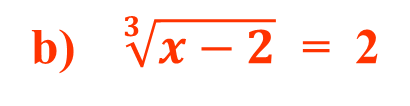 b) ∛(x − 2) = 2